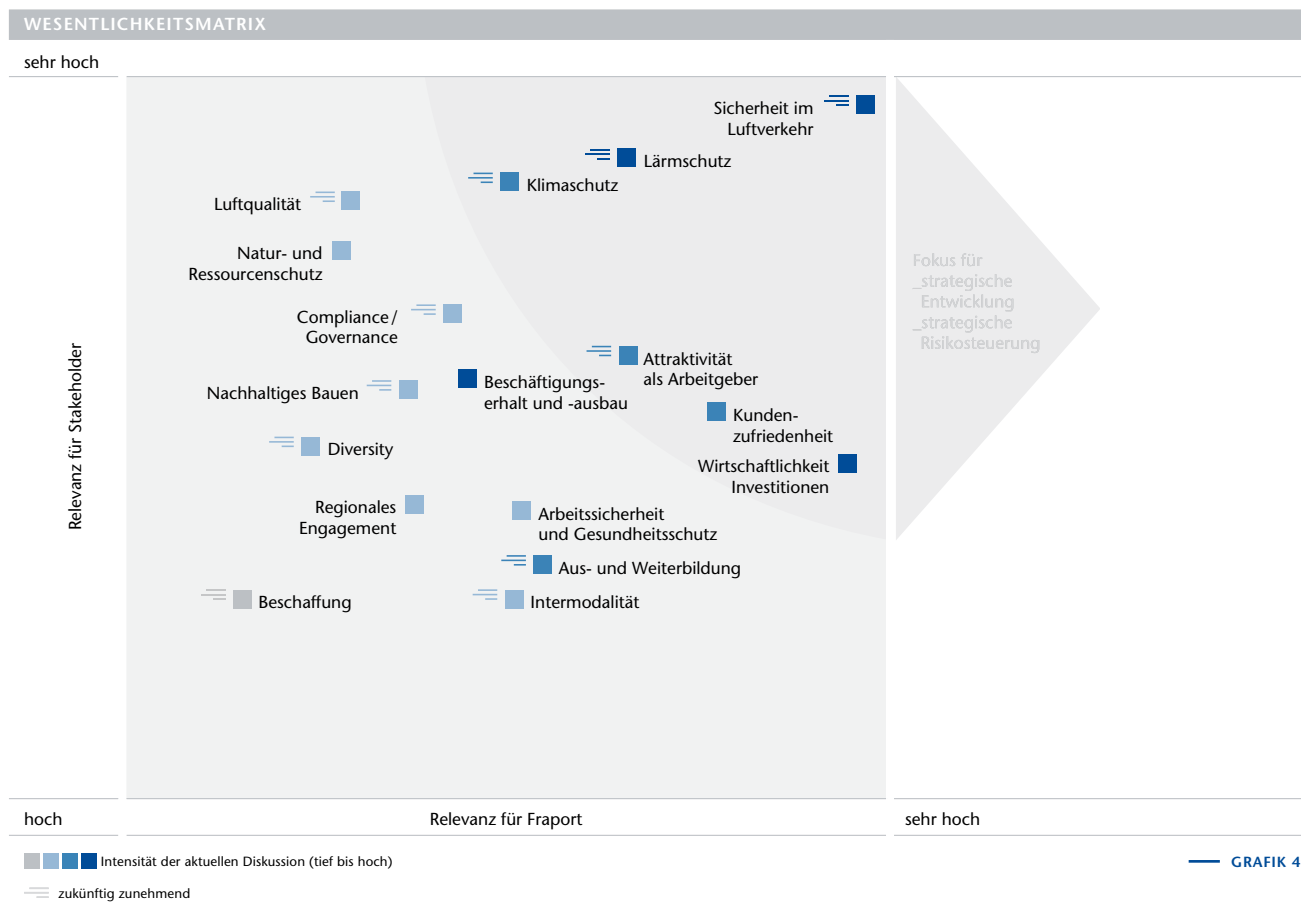 WESENTLICHKEITSMATRIX
sehr hoch
Relevanz für Stakeholder
Sicherheit im
Luftverkehr
Lärmschutz
Klimaschutz
Luftqualität
Natur- und
Ressourcenschutz
Compliance/
Governance
Attraktivität
als Arbeitgeber
Beschäftigungs-
erhalt und -ausbau
Nachhaltiges Bauen
Kunden-
zufriedenheit
Diversity
Wirtschaftlichkeit
Investitionen
Regionales
Engagement
Arbeitssicherheit
und Gesundheitsschutz
Aus- und Weiterbildung
Beschaffung
Intermodalität
Fokus für
_strategische
Entwicklung
_strategische
Risikosteuerung
hoch
Relevanz für Fraport
sehr hoch
Intensität der aktuellen Diskussion (tief bis hoch)
GRAFIK 4
zukünftig zunehmend